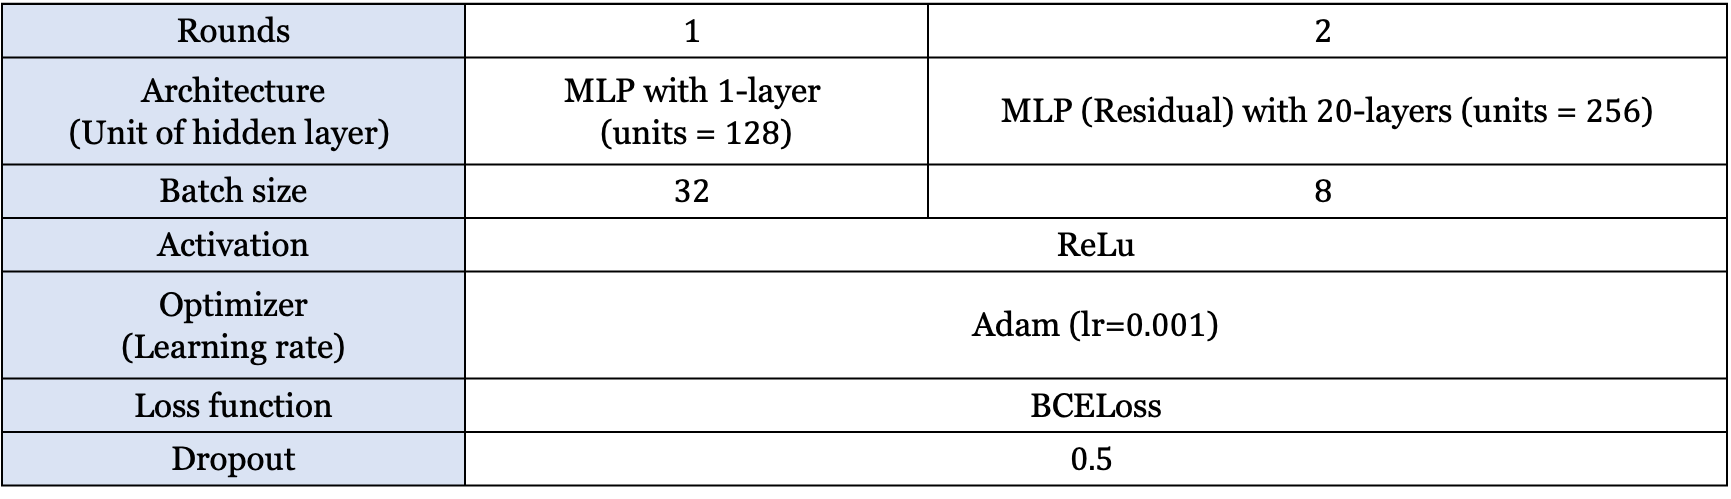 Rounds
1
2
Architecture
(Unit of hidden layer)
MLP with 1-layer
(units = 128)
MLP (Residual) with 20-layers (units = 256)
Batch size
32
8
Activation
ReLu
Optimizer
(Learning rate)
Adam (lr=0.001)
Loss function
BCELoss
Dropout
0.5